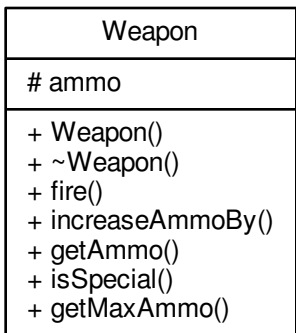 Weapon
# ammo
+ Weapon()
+ ~Weapon()
+ fire()
+ increaseAmmoBy()
+ getAmmo()
+ isSpecial()
+ getMaxAmmo()